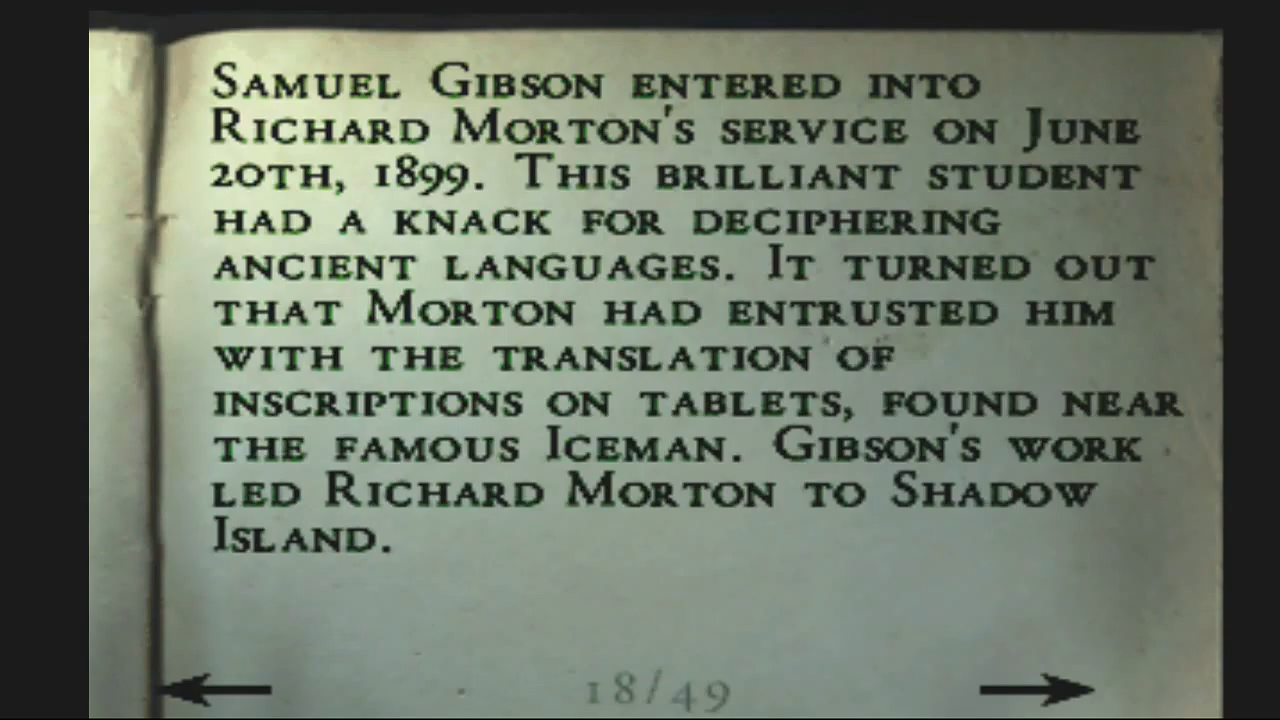 Samuel Gibson entered into
Richard Morton's service on June
20th, 1899. This brilliant student
had a knack for deciphering
ancient languages. It turned out
that Morton had entrusted him
with the translation of
inscriptions on tablets, found near
the famous Iceman. Gibson's work
led Richard Morton to Shadow
Island.
18/49